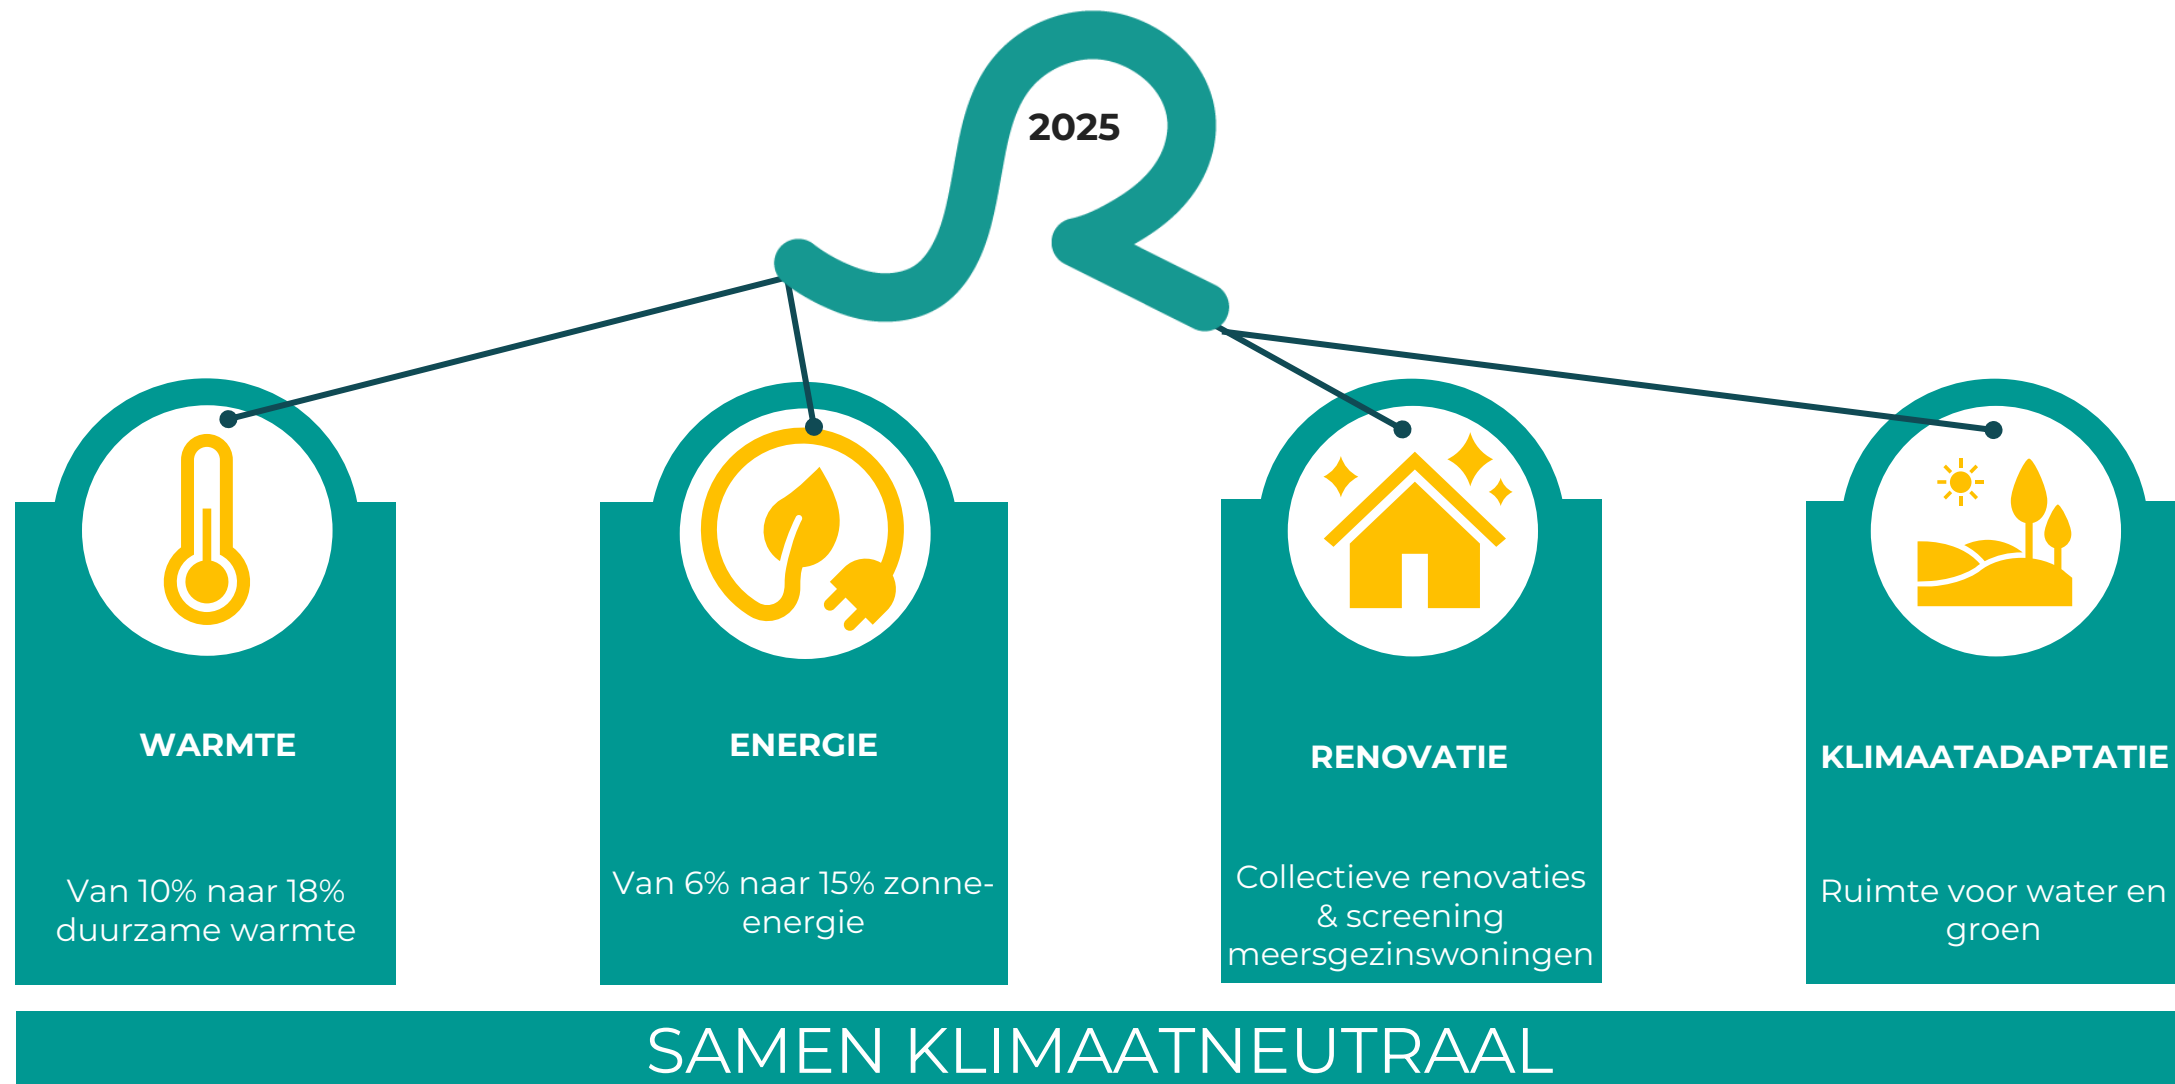 2025
WARMTE
Van 10% naar 18%
duurzame warmte
ENERGIE
Van 6% naar 15% zonne-
energie
RENOVATIE
Collectieve renovaties
& screening
meersgezinswoningen
KLIMAATADAPTATIE
Ruimte voor water en
groen
SAMEN KLIMAATNEUTRAAL